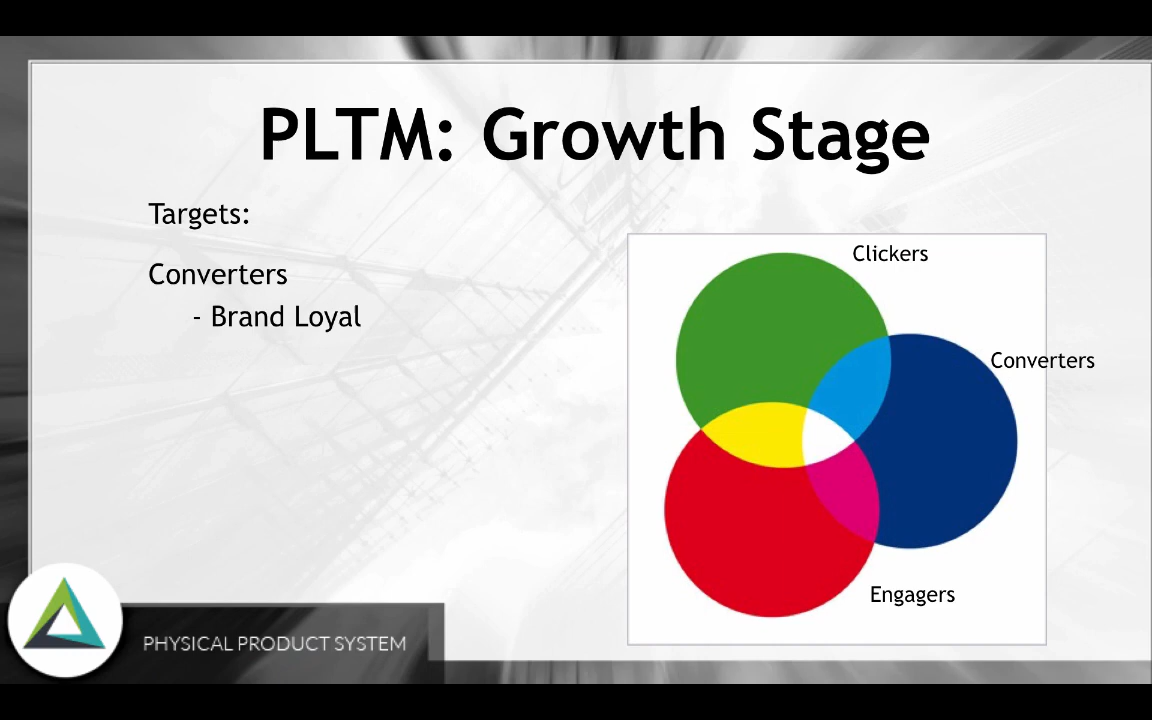 PLTM: Growth Stage
Targets:
Converters
- Brand Loyal
Clickers
Converters
Engagers
PHYSICAL PRODUCT SYSTEM